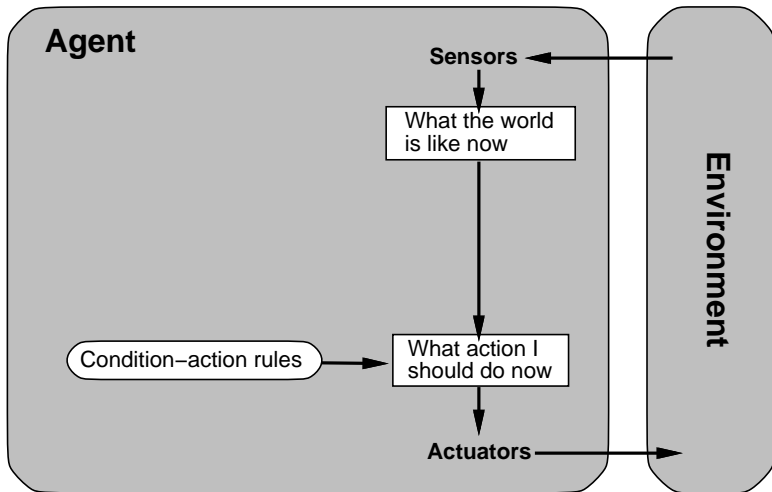 Agent
Sensors
What the world
is like now
Environment
Condition−action rules
What action I
should do now
Actuators